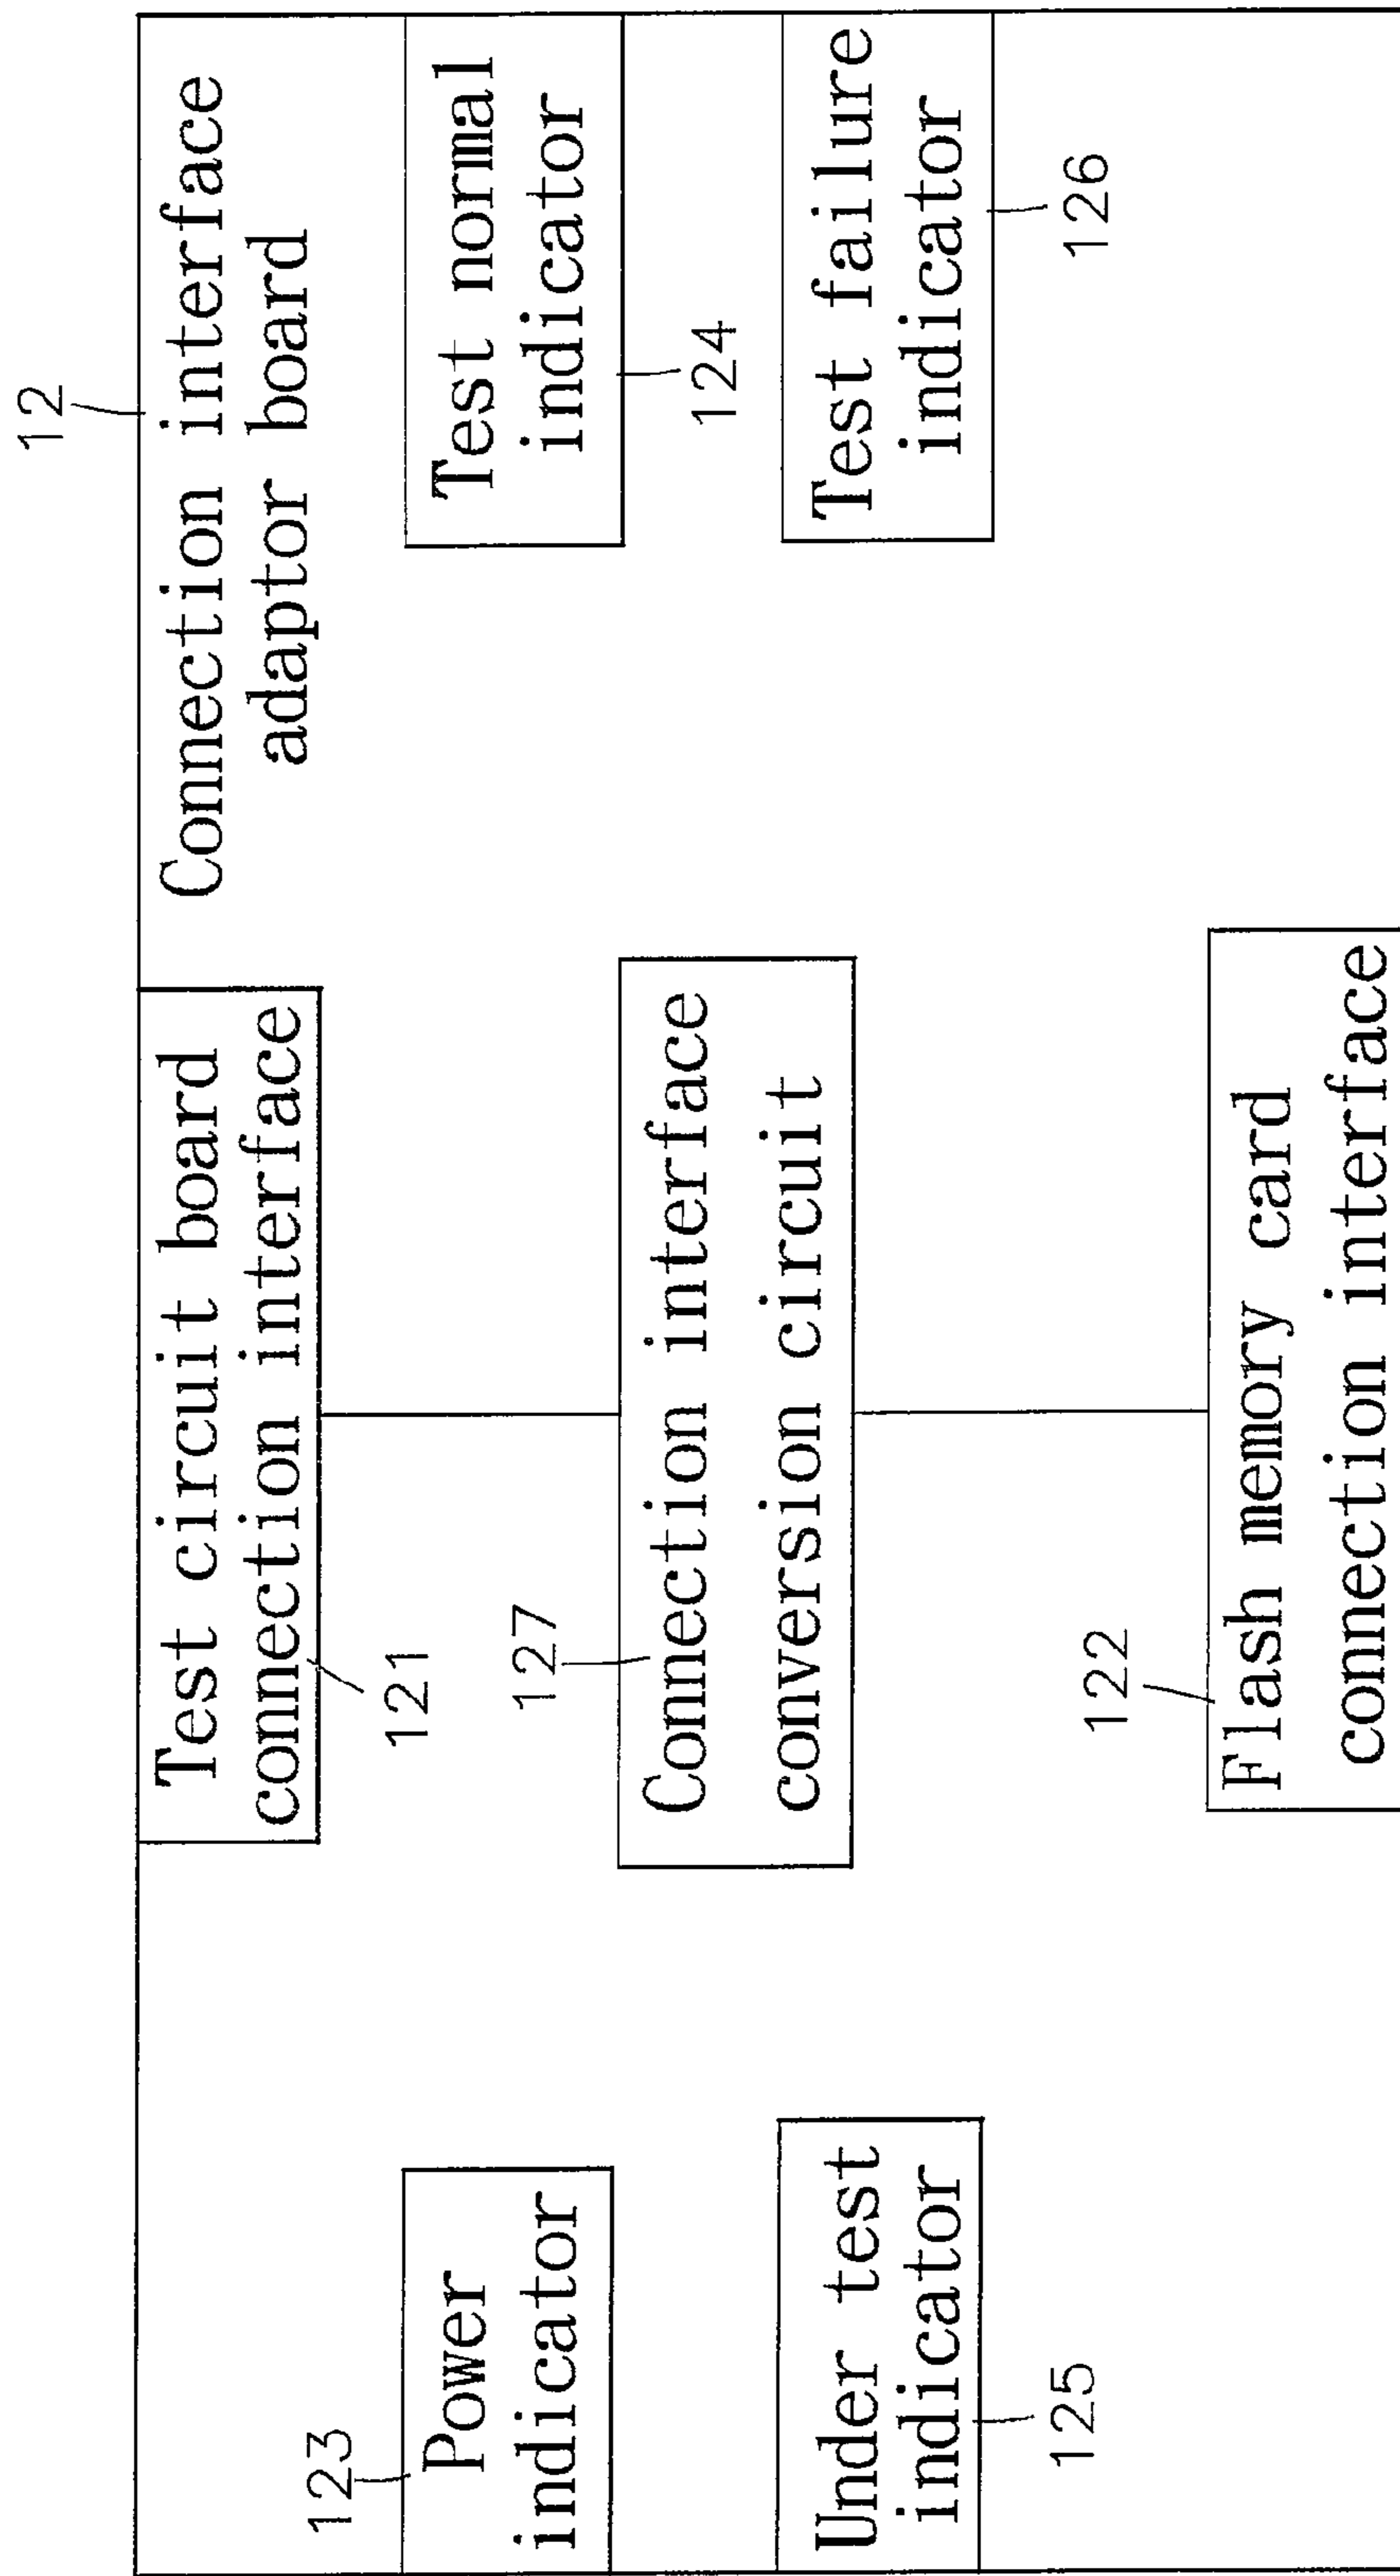 12
Connection interface
adaptor board
Test circuit board
connection interface
121
123
Power
indicator
Test normal
indicator
124
127
Connection interface
conversion circuit
Under test
indicator
125
Test failure
indicator
126
122
Flash memory card
connection interface